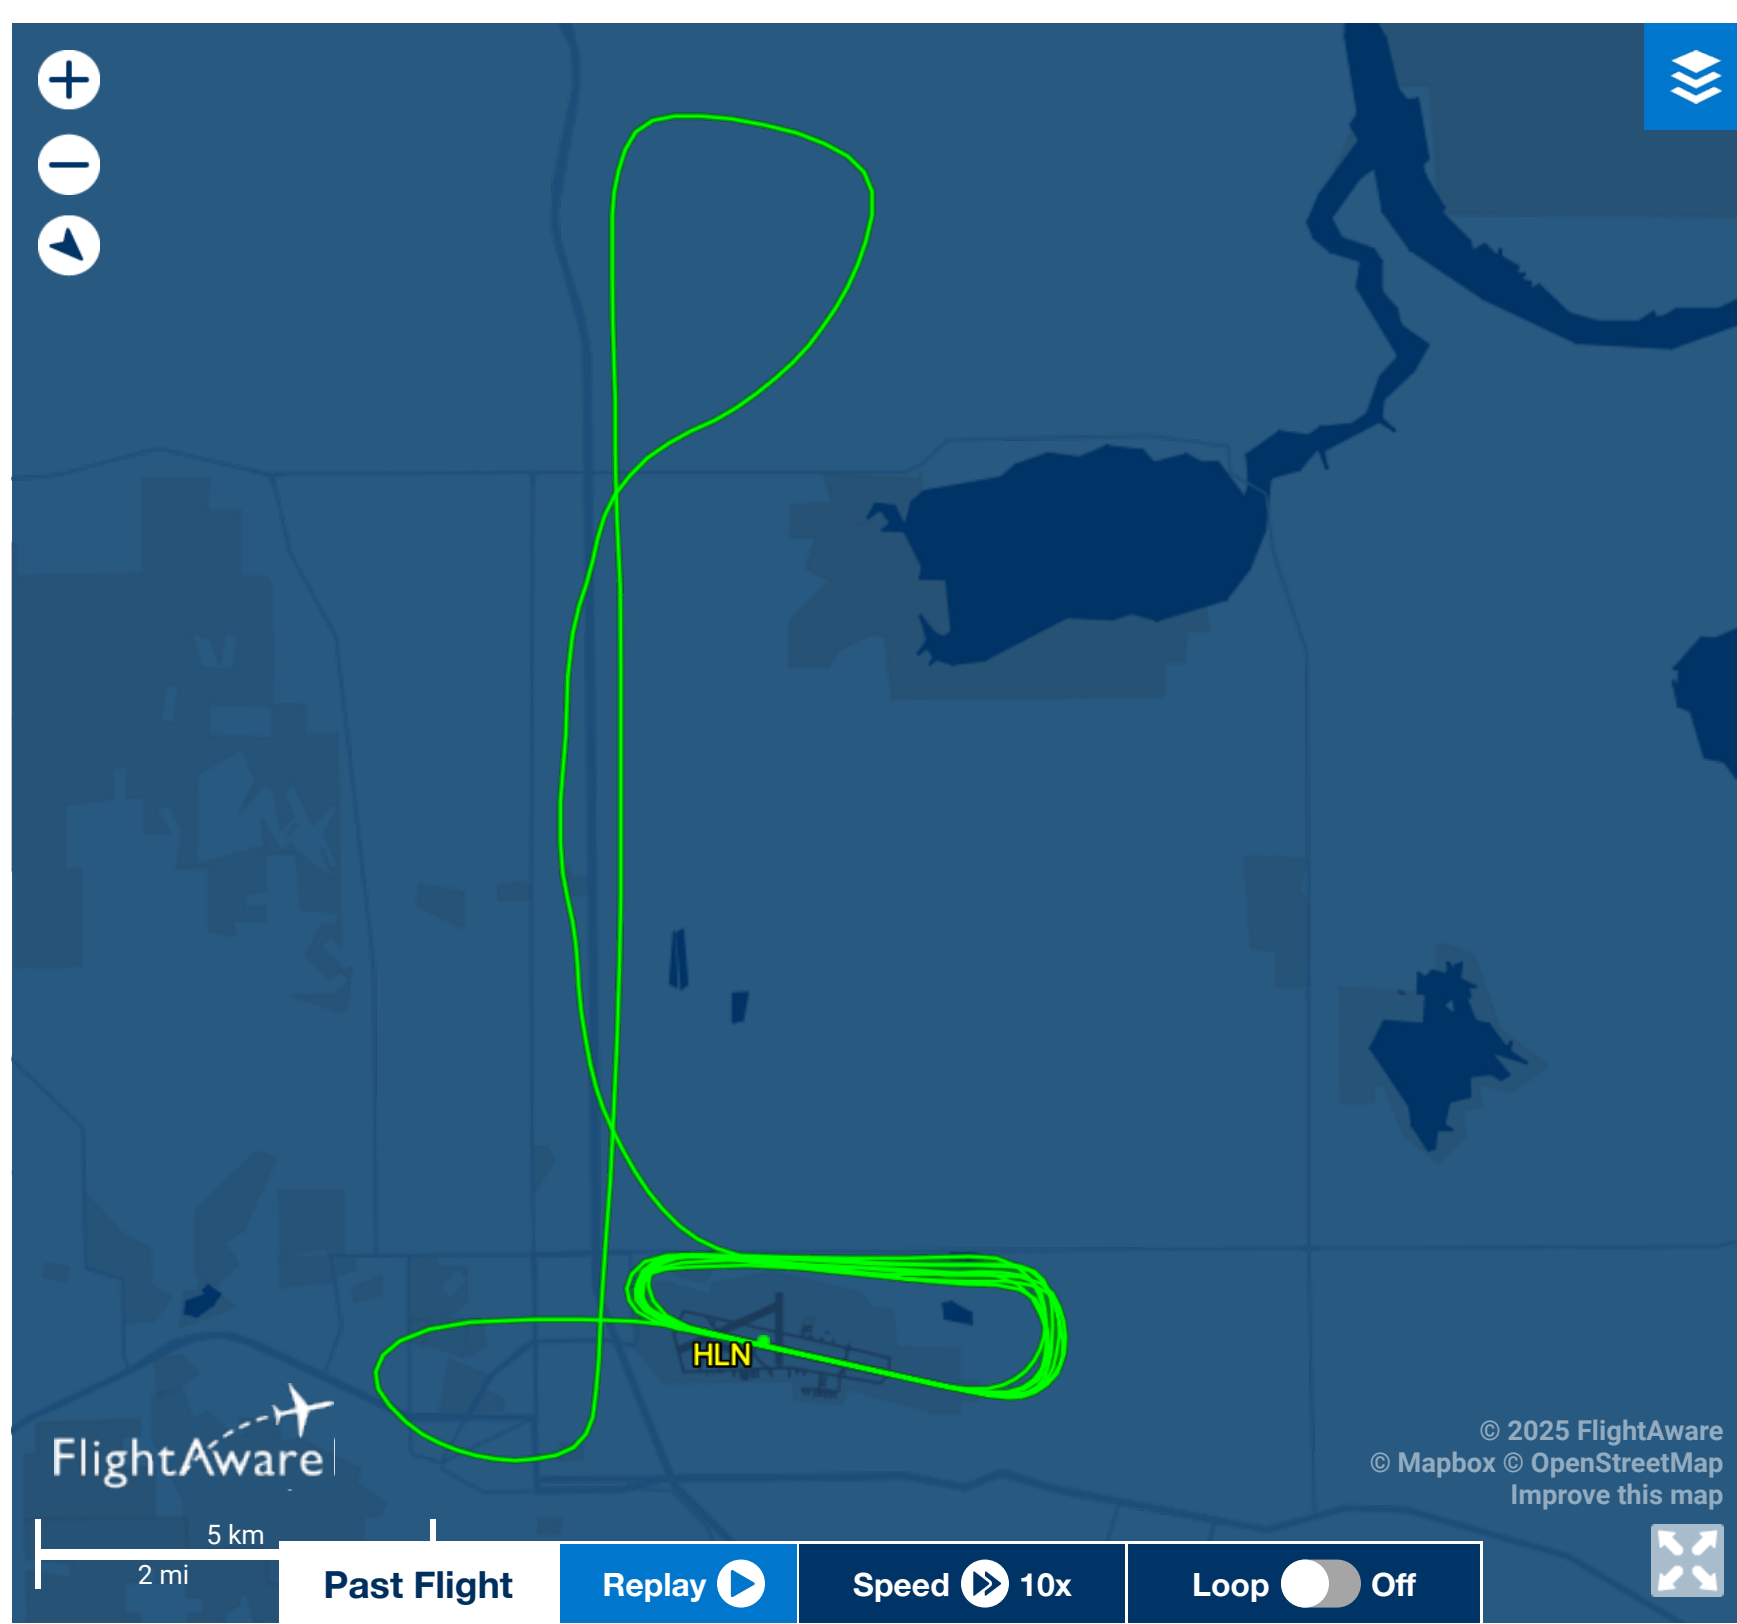 HLN
FlightAware
© 2025 FlightAware
© Mapbox © OpenStreetMap
Improve this map
5 km
2 mi
Past Flight
Replay
Speed 10x
Loop Off